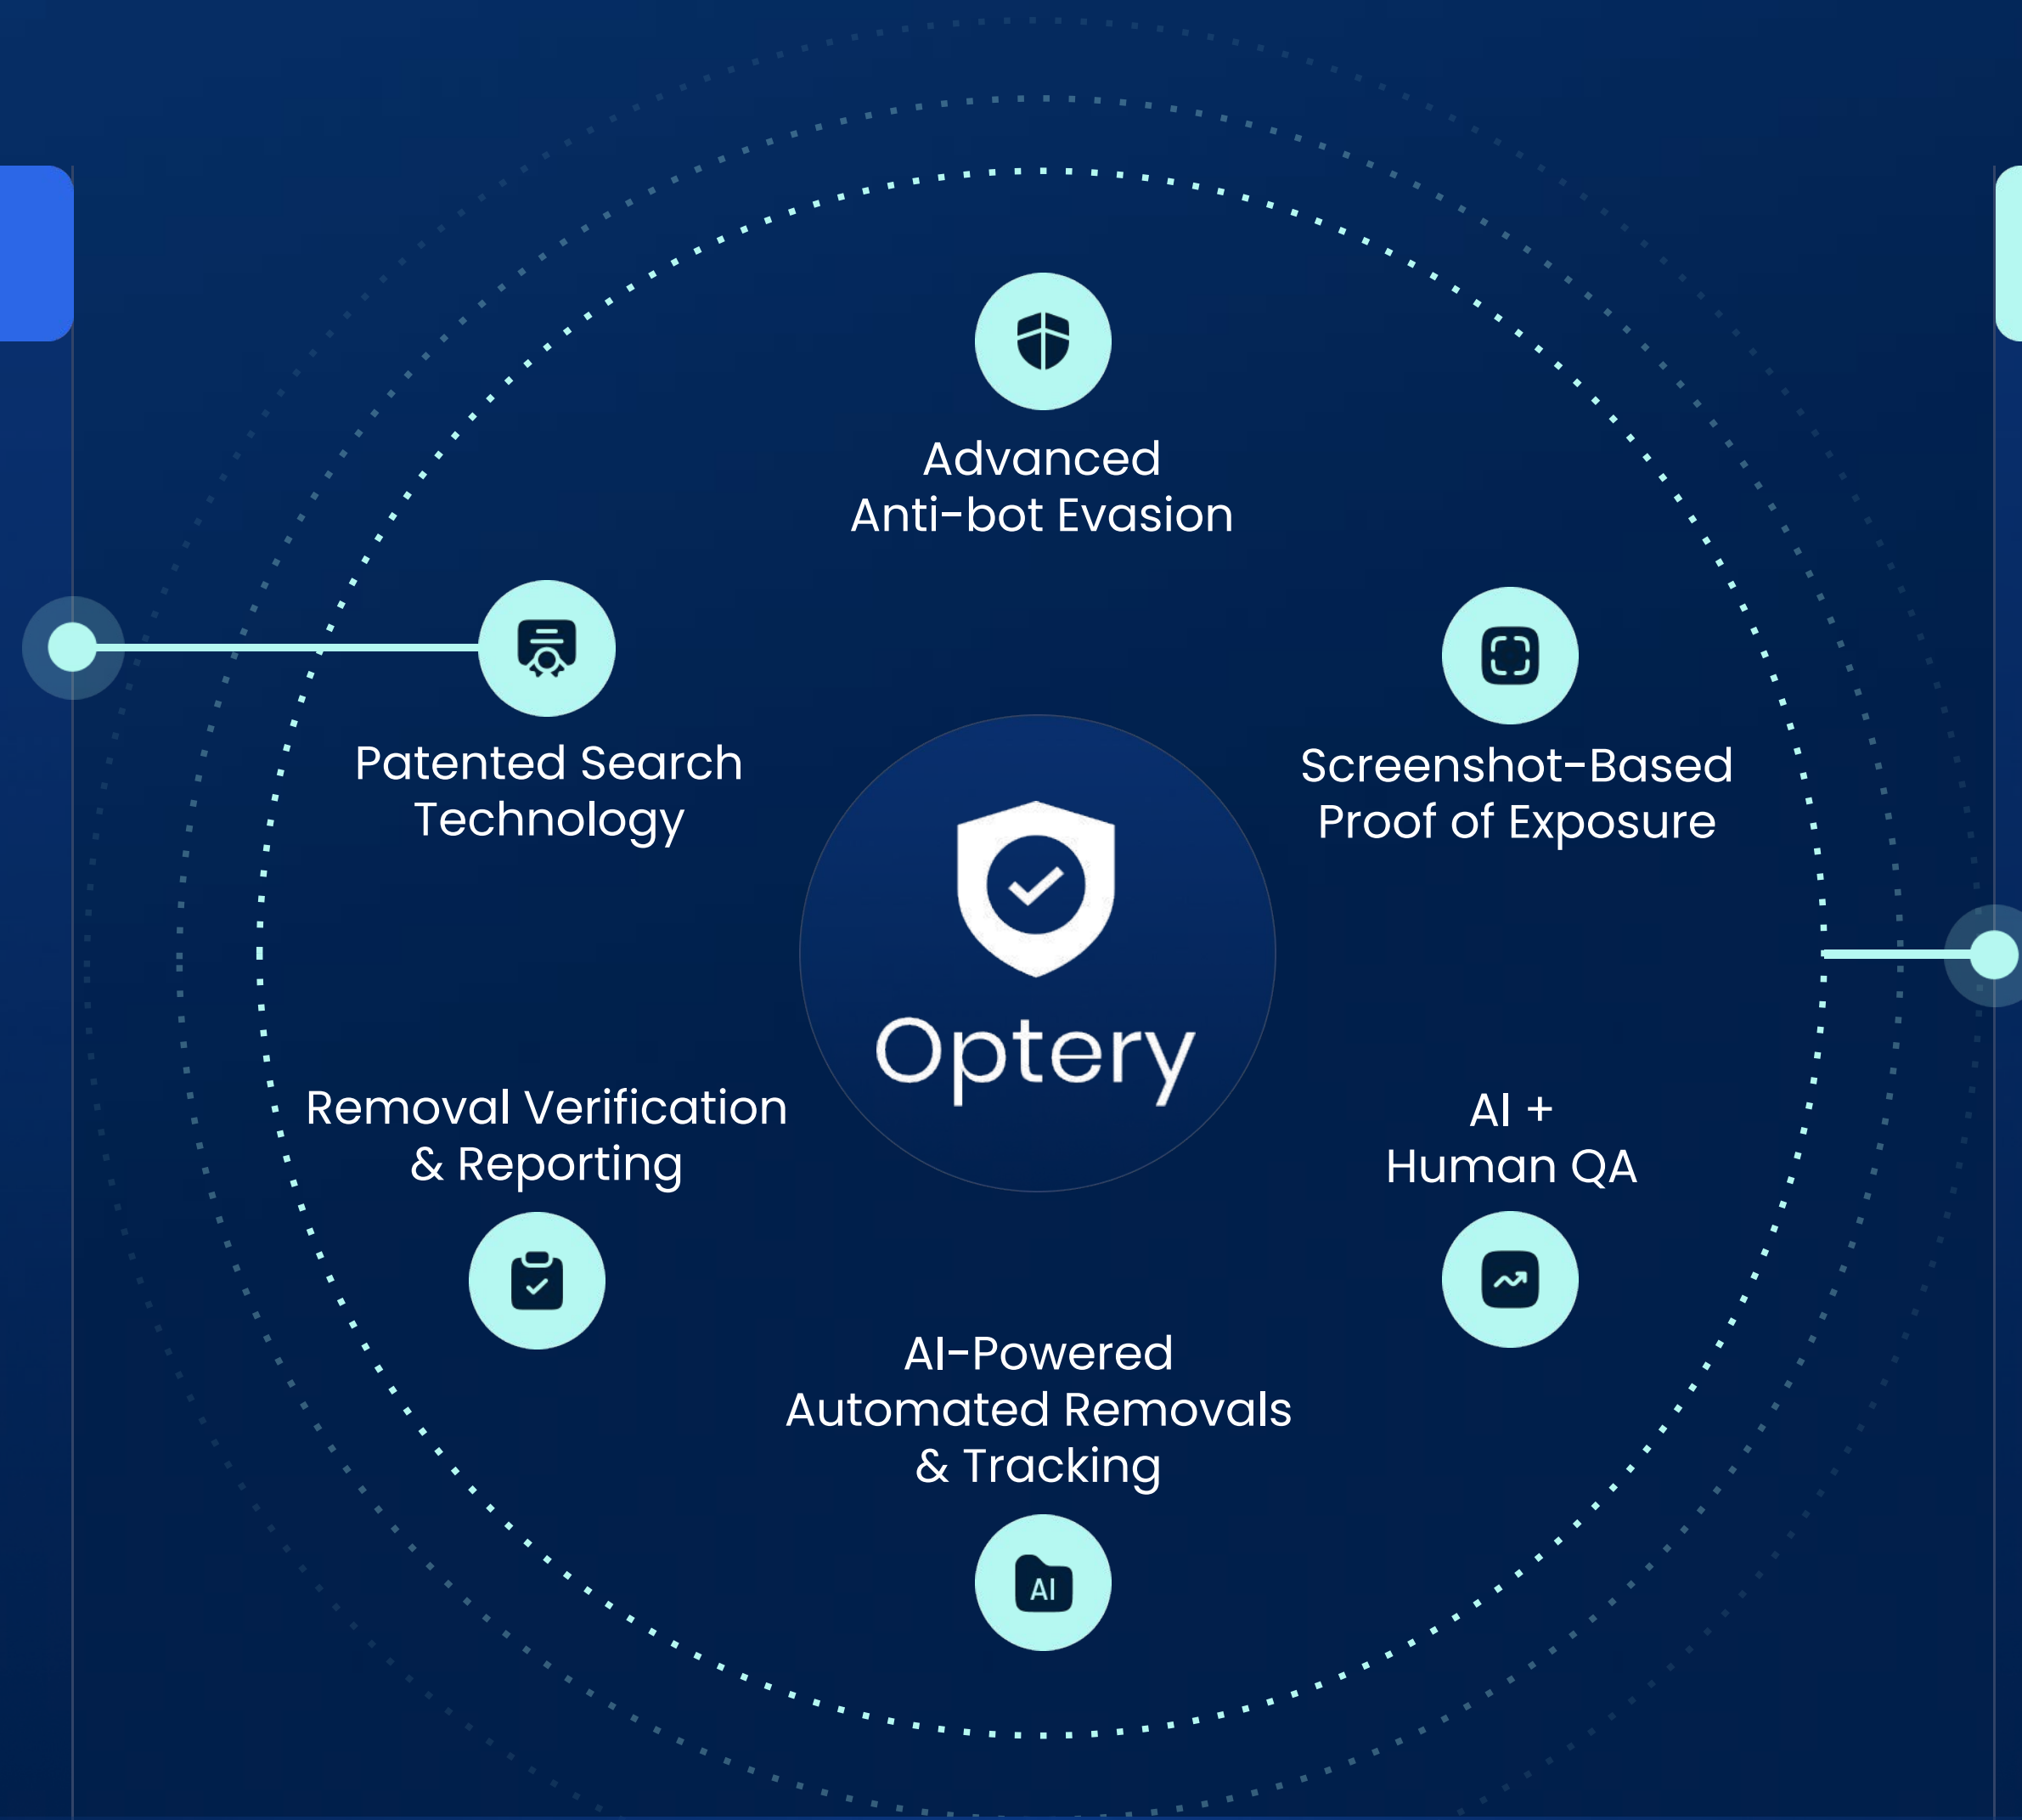 Advanced
Anti-bot Evasion
Patented Search
Technology
Screenshot-Based
Proof of Exposure
Optery
Removal Verification
& Reporting
AI +
Human QA
AI-Powered
Automated Removals
& Tracking
AI